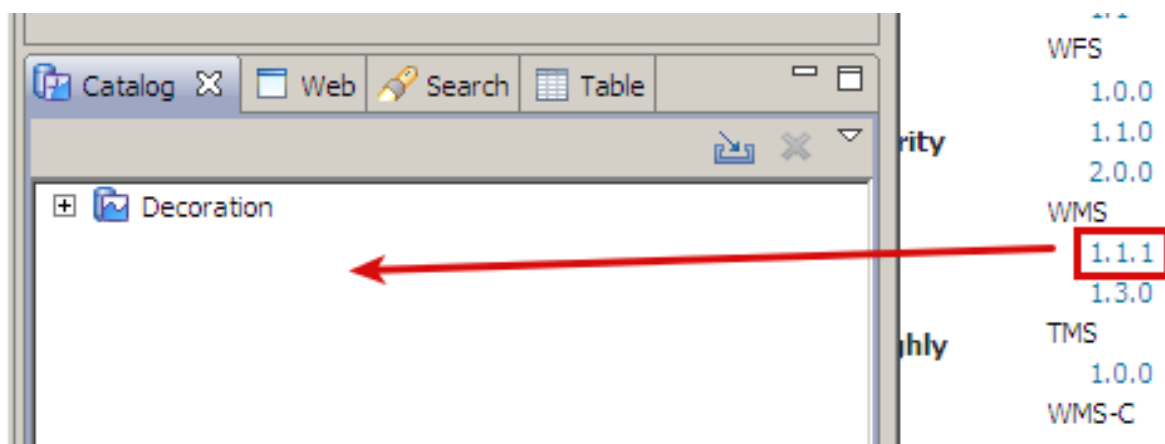 Catalog Web Search Table
Decoration
rity
ghly
WFS
1.0.0
1.1.0
2.0.0
WMS
1.1.1
1.3.0
TMS
1.0.0
WMS-C